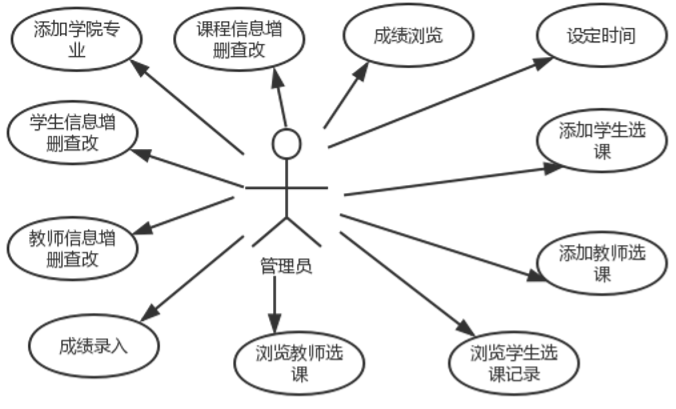 添加学院专
业
课程信息增
删查改
成绩浏览
设定时间
学生信息增
删查改
添加学生选
课
教师信息增
删查改
添加教师选
课
管理员
成绩录入
浏览教师选
课
浏览学生选
课记录